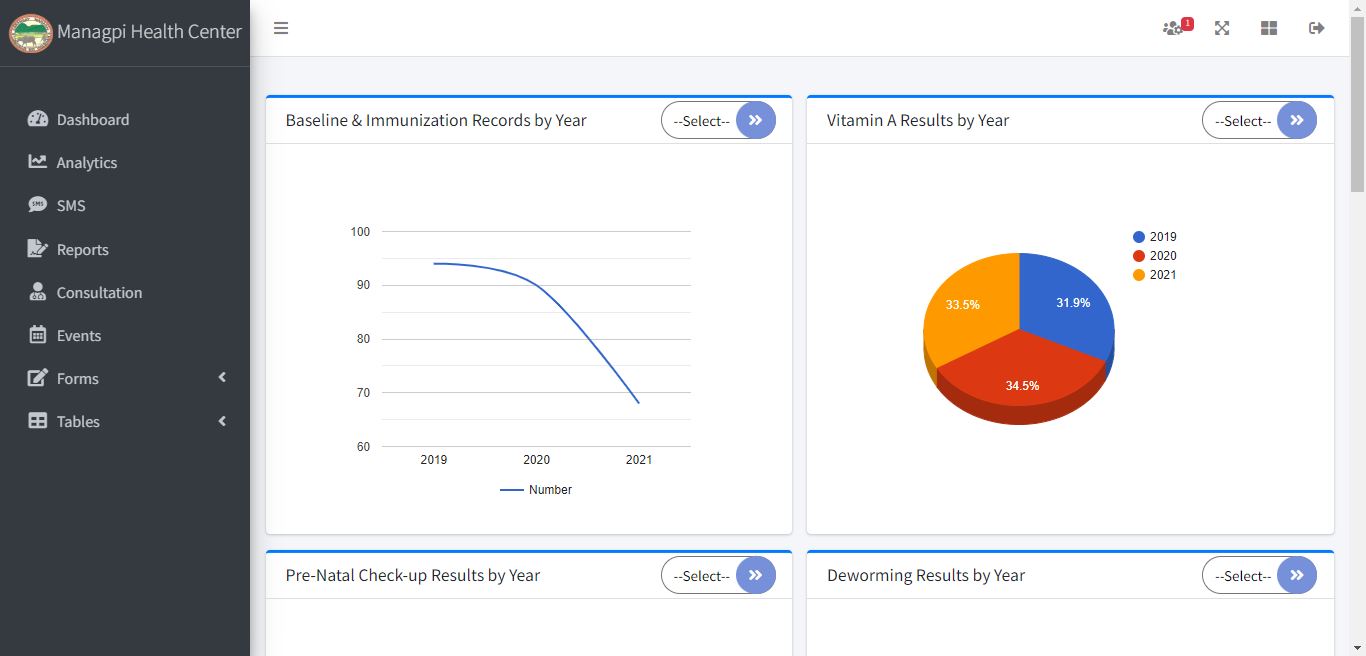 Managpi Health Center
1
Dashboard
Analytics
SMS
Reports
Consultation
Events
Forms
Tables
Baseline & Immunization Records by Year
--Select--
100
90
80
70
60
2019
2020
2021
Number
Vitamin A Results by Year
--Select--
2019
2020
2021
33.5%
31.9%
34.5%
Pre-Natal Check-up Results by Year
--Select--
Deworming Results by Year
--Select--